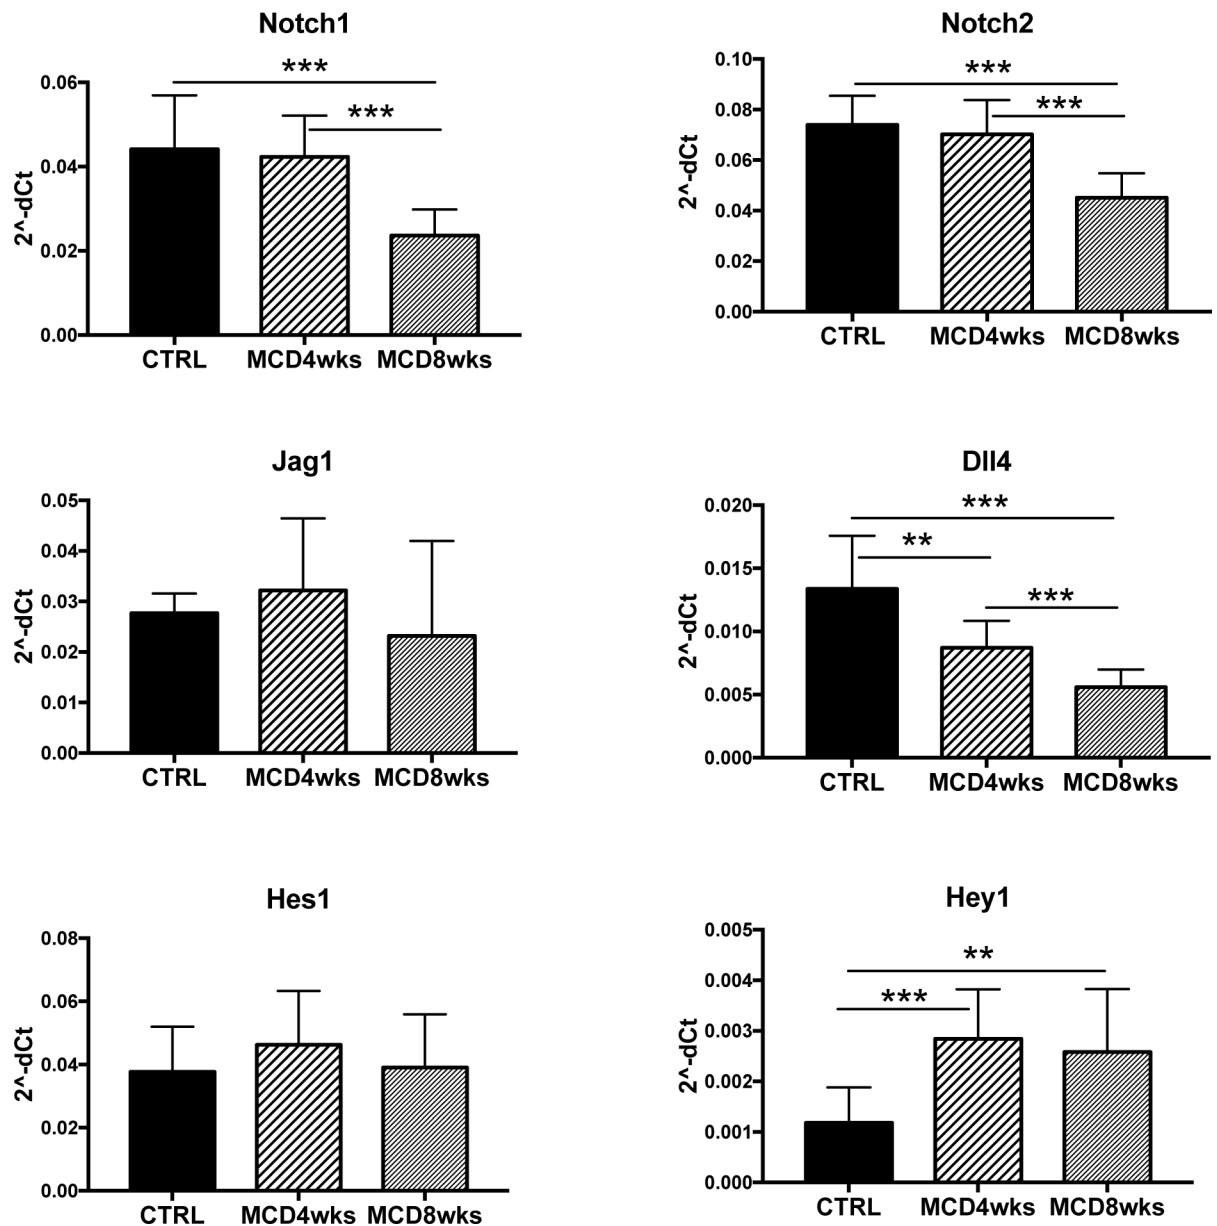 Notch1
2^-dCt
0.06
0.04
0.02
0.00
***
***
CTRL MCD4wks MCD8wks
Notch2
2^-dCt
0.10
0.08
0.06
0.04
0.02
0.00
***
***
CTRL MCD4wks MCD8wks
Jag1
2^-dCt
0.05
0.04
0.03
0.02
0.01
0.00
CTRL MCD4wks MCD8wks
Dll4
2^-dCt
0.020
0.015
0.010
0.005
0.000
***
**
***
CTRL MCD4wks MCD8wks
Hes1
2^-dCt
0.08
0.06
0.04
0.02
0.00
CTRL MCD4wks MCD8wks
Hey1
2^-dCt
0.005
0.004
0.003
0.002
0.001
0.000
**
***
CTRL MCD4wks MCD8wks